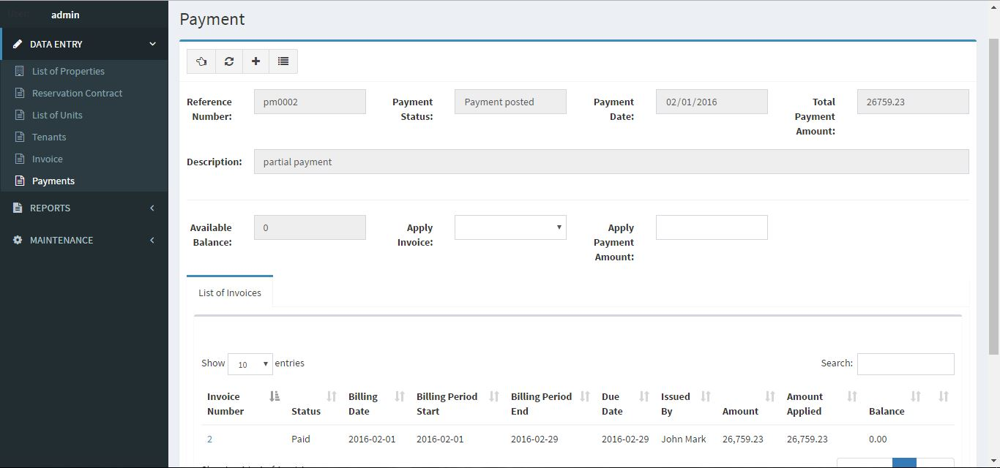 admin
DATA ENTRY
List of Properties
Reservation Contract
List of Units
Tenants
Invoice
Payments
REPORTS
MAINTENANCE
Payment
Reference
Number:
pm0002
Payment
Status:
Payment posted
Payment
Date:
02/01/2016
Total
Payment
Amount:
26759.23
Description:
partial payment
Available
Balance:
0
Apply
Invoice:
Apply
Payment
Amount:
List of Invoices
Show 10 entries
Search:
Invoice
Number
Status
Billing
Date
Billing Period
Start
Billing Period
End
Due
Date
Issued
By
Amount
Amount
Applied
Balance
2 Paid 2016-02-01 2016-02-01 2016-02-29 2016-02-29 John Mark 26,759.23 26,759.23 0.00